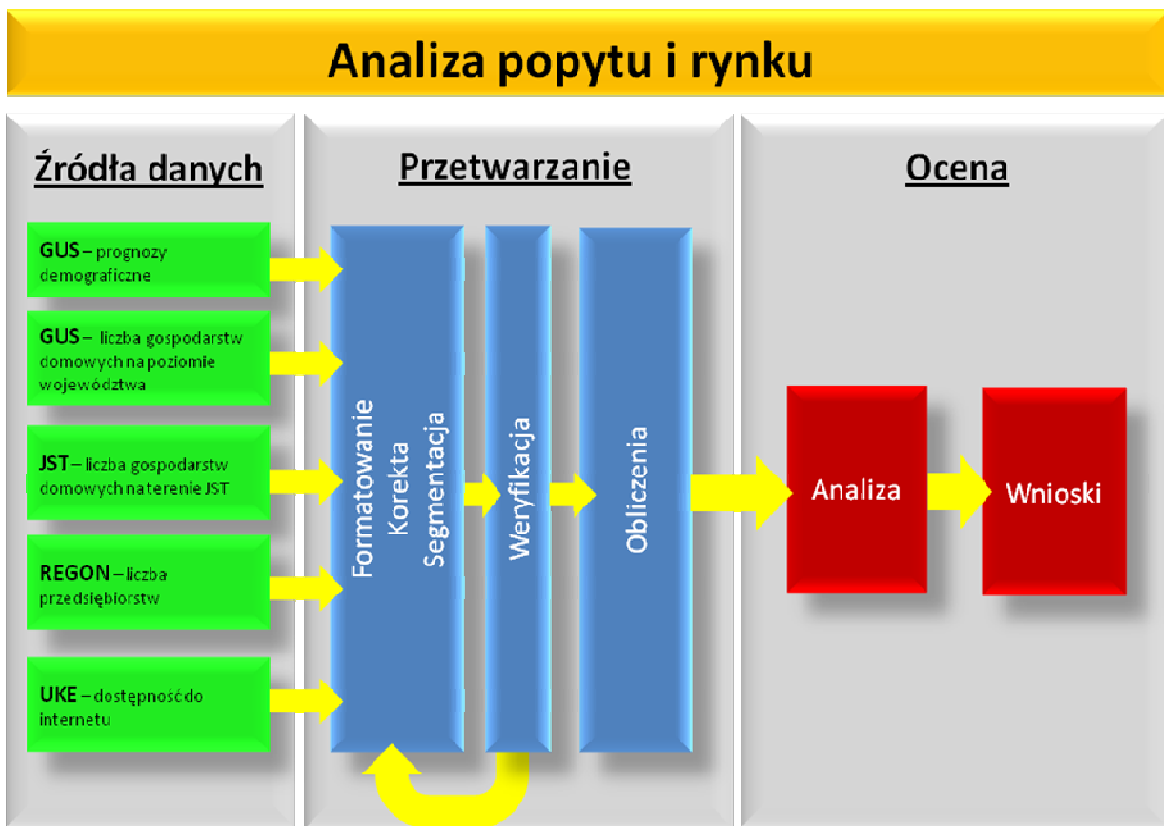 Analiza popytu i rynku
Źródła danych
GUS – prognozy
demograficzne
GUS – liczba gospodarstw
domowych na poziomie
województwa
JST – liczba gospodarstw
domowych na terenie JST
REGON – liczba
przedsiębiorstw
UKE – dostępność do
internetu
Przetwarzanie
Formatowanie
Korekta
Segmentacja
Weryfikacja
Obliczenia
Ocena
Analiza
Wnioski